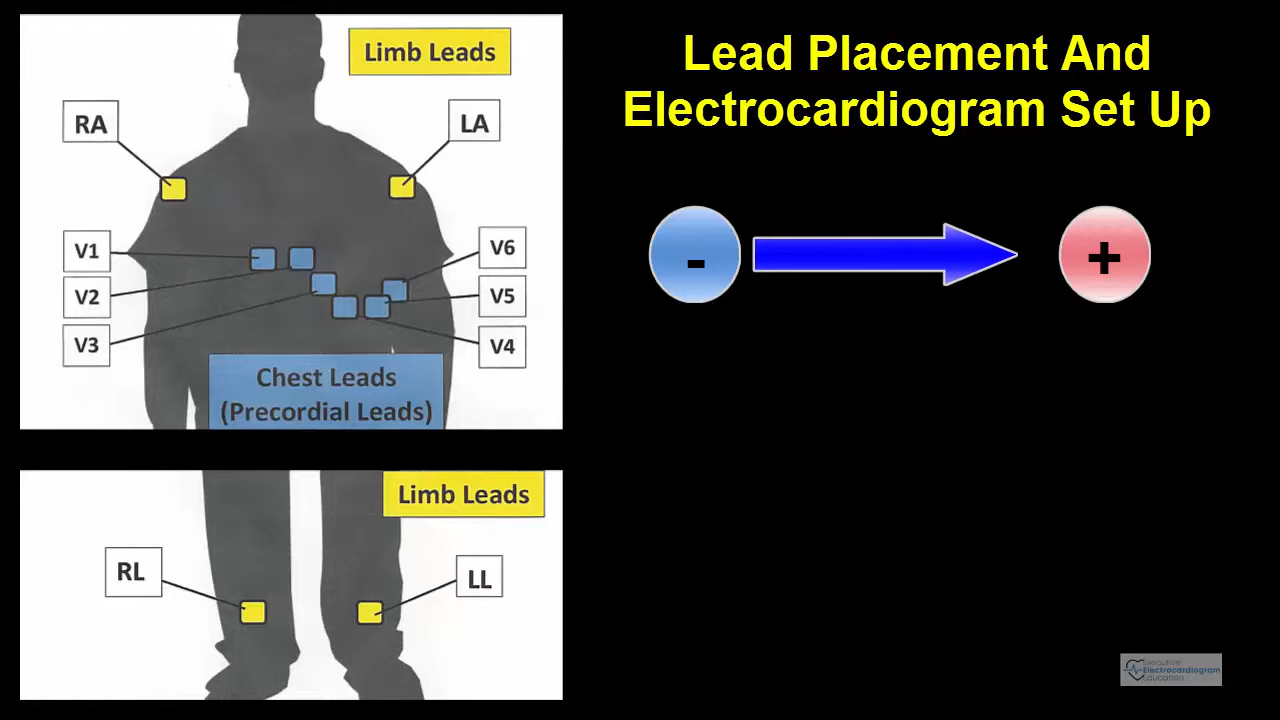 Lead Placement And
Electrocardiogram Set Up
Limb Leads
RA
LA
V1
V2
V3
V6
V5
V4
Chest Leads
(Precordial Leads)
- +
Limb Leads
RL
LL
Executive
Electrocardiogram
Education